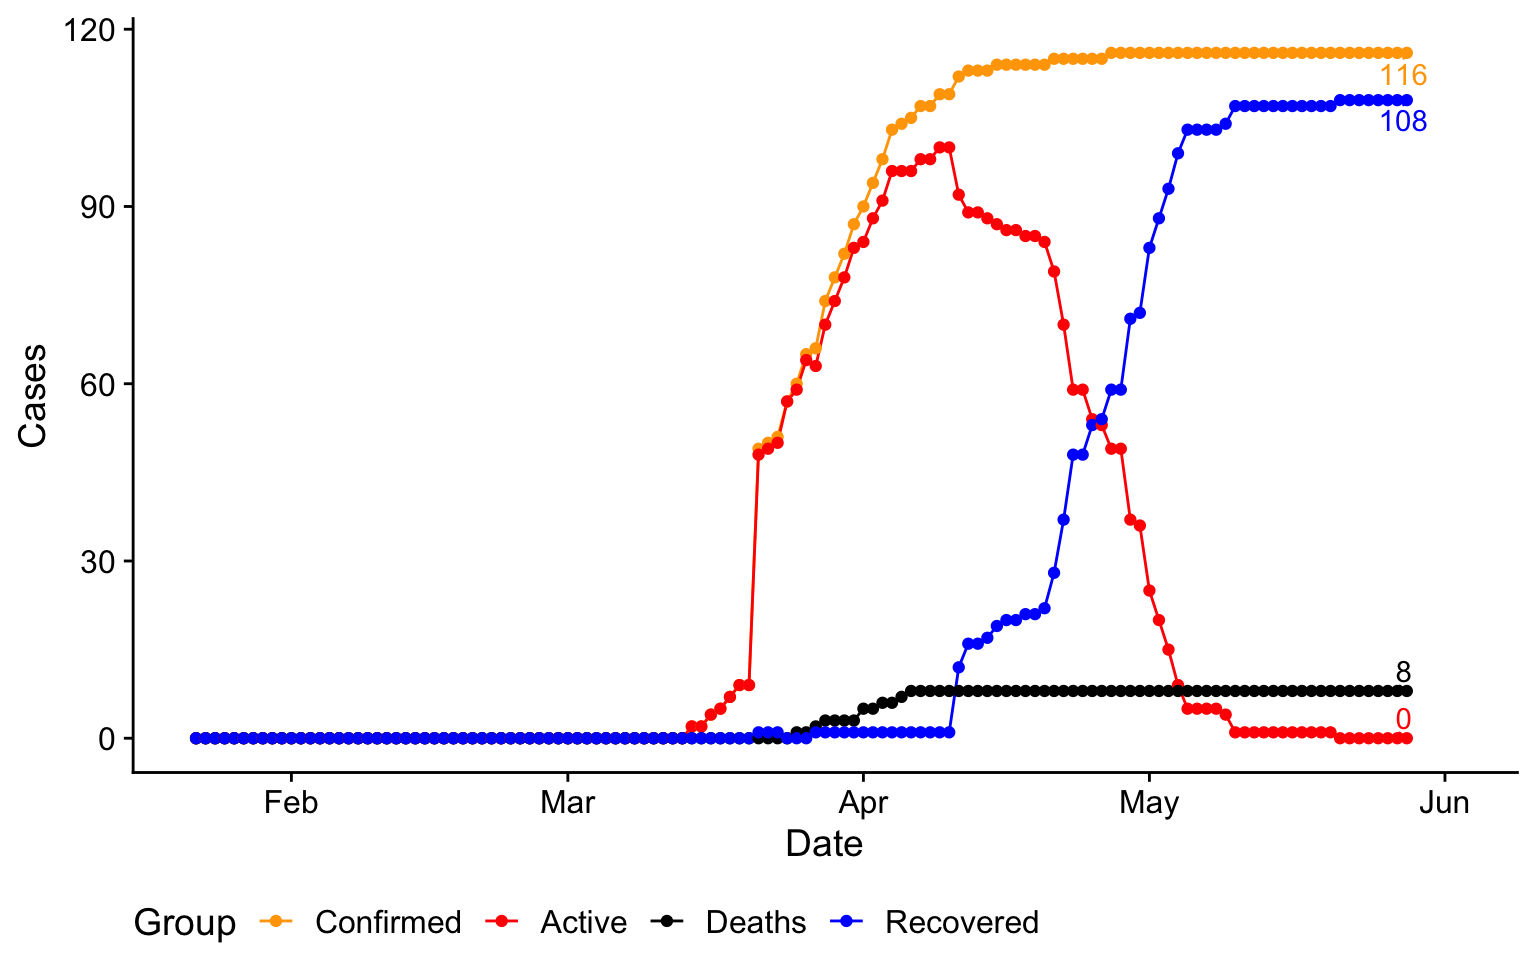 120
116
108
90
Cases
60
30
8
0
0
Feb Mar Apr May Jun
Date
Group Confirmed Active Deaths Recovered